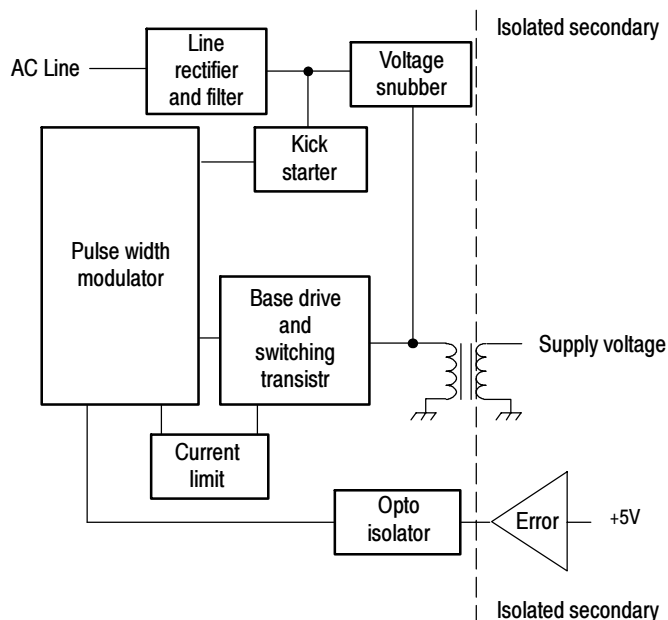 Isolated secondary
AC Line
Line
rectifier
and filter
Voltage
snubber
Kick
starter
Pulse width
modulator
Base drive
and
switching
transistr
Supply voltage
Current
limit
Opto
isolator
Error
+5V
Isolated secondary